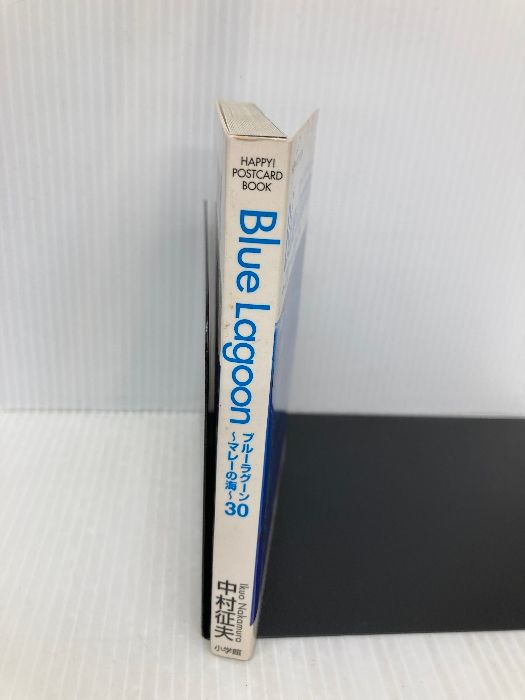 HAPPY!
POSTCARD
BOOK
Blue Lagoon
ブルーラグーン
～マレーの海～
30
Ikuo Nakamura
中村征夫
小学館